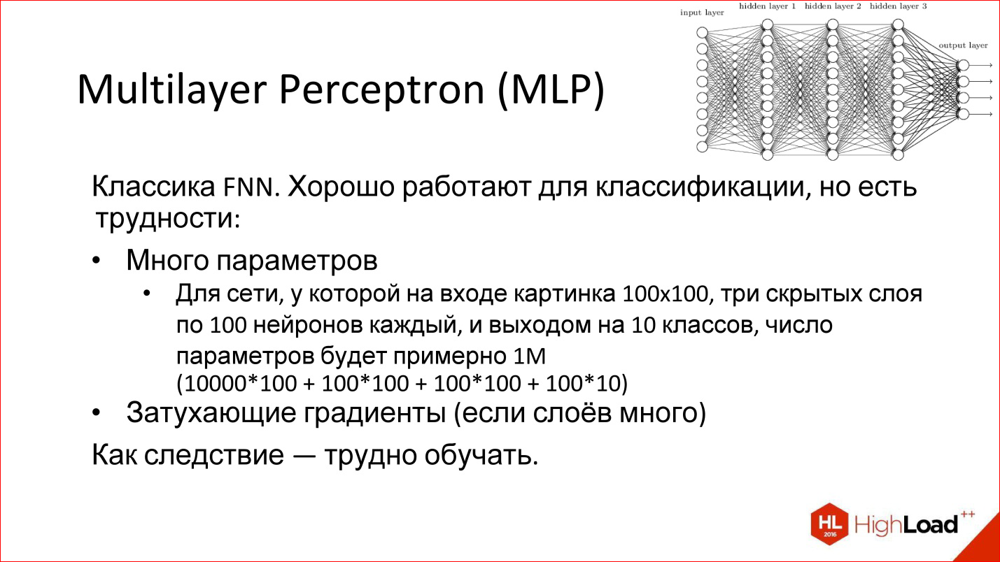 input layer
hidden layer 1 hidden layer 2 hidden layer 3
output layer
Multilayer Perceptron (MLP)
Классика FNN. Хорошо работают для классификации, но есть
трудности:
• Много параметров
• Для сети, у которой на входе картинка 100x100, три скрытых слоя
по 100 нейронов каждый, и выходом на 10 классов, число
параметров будет примерно 1M
(10000*100 + 100*100 + 100*100 + 100*10)
• Затухающие градиенты (если слоёв много)
Как следствие — трудно обучать.
HL
2016
HighLoad++